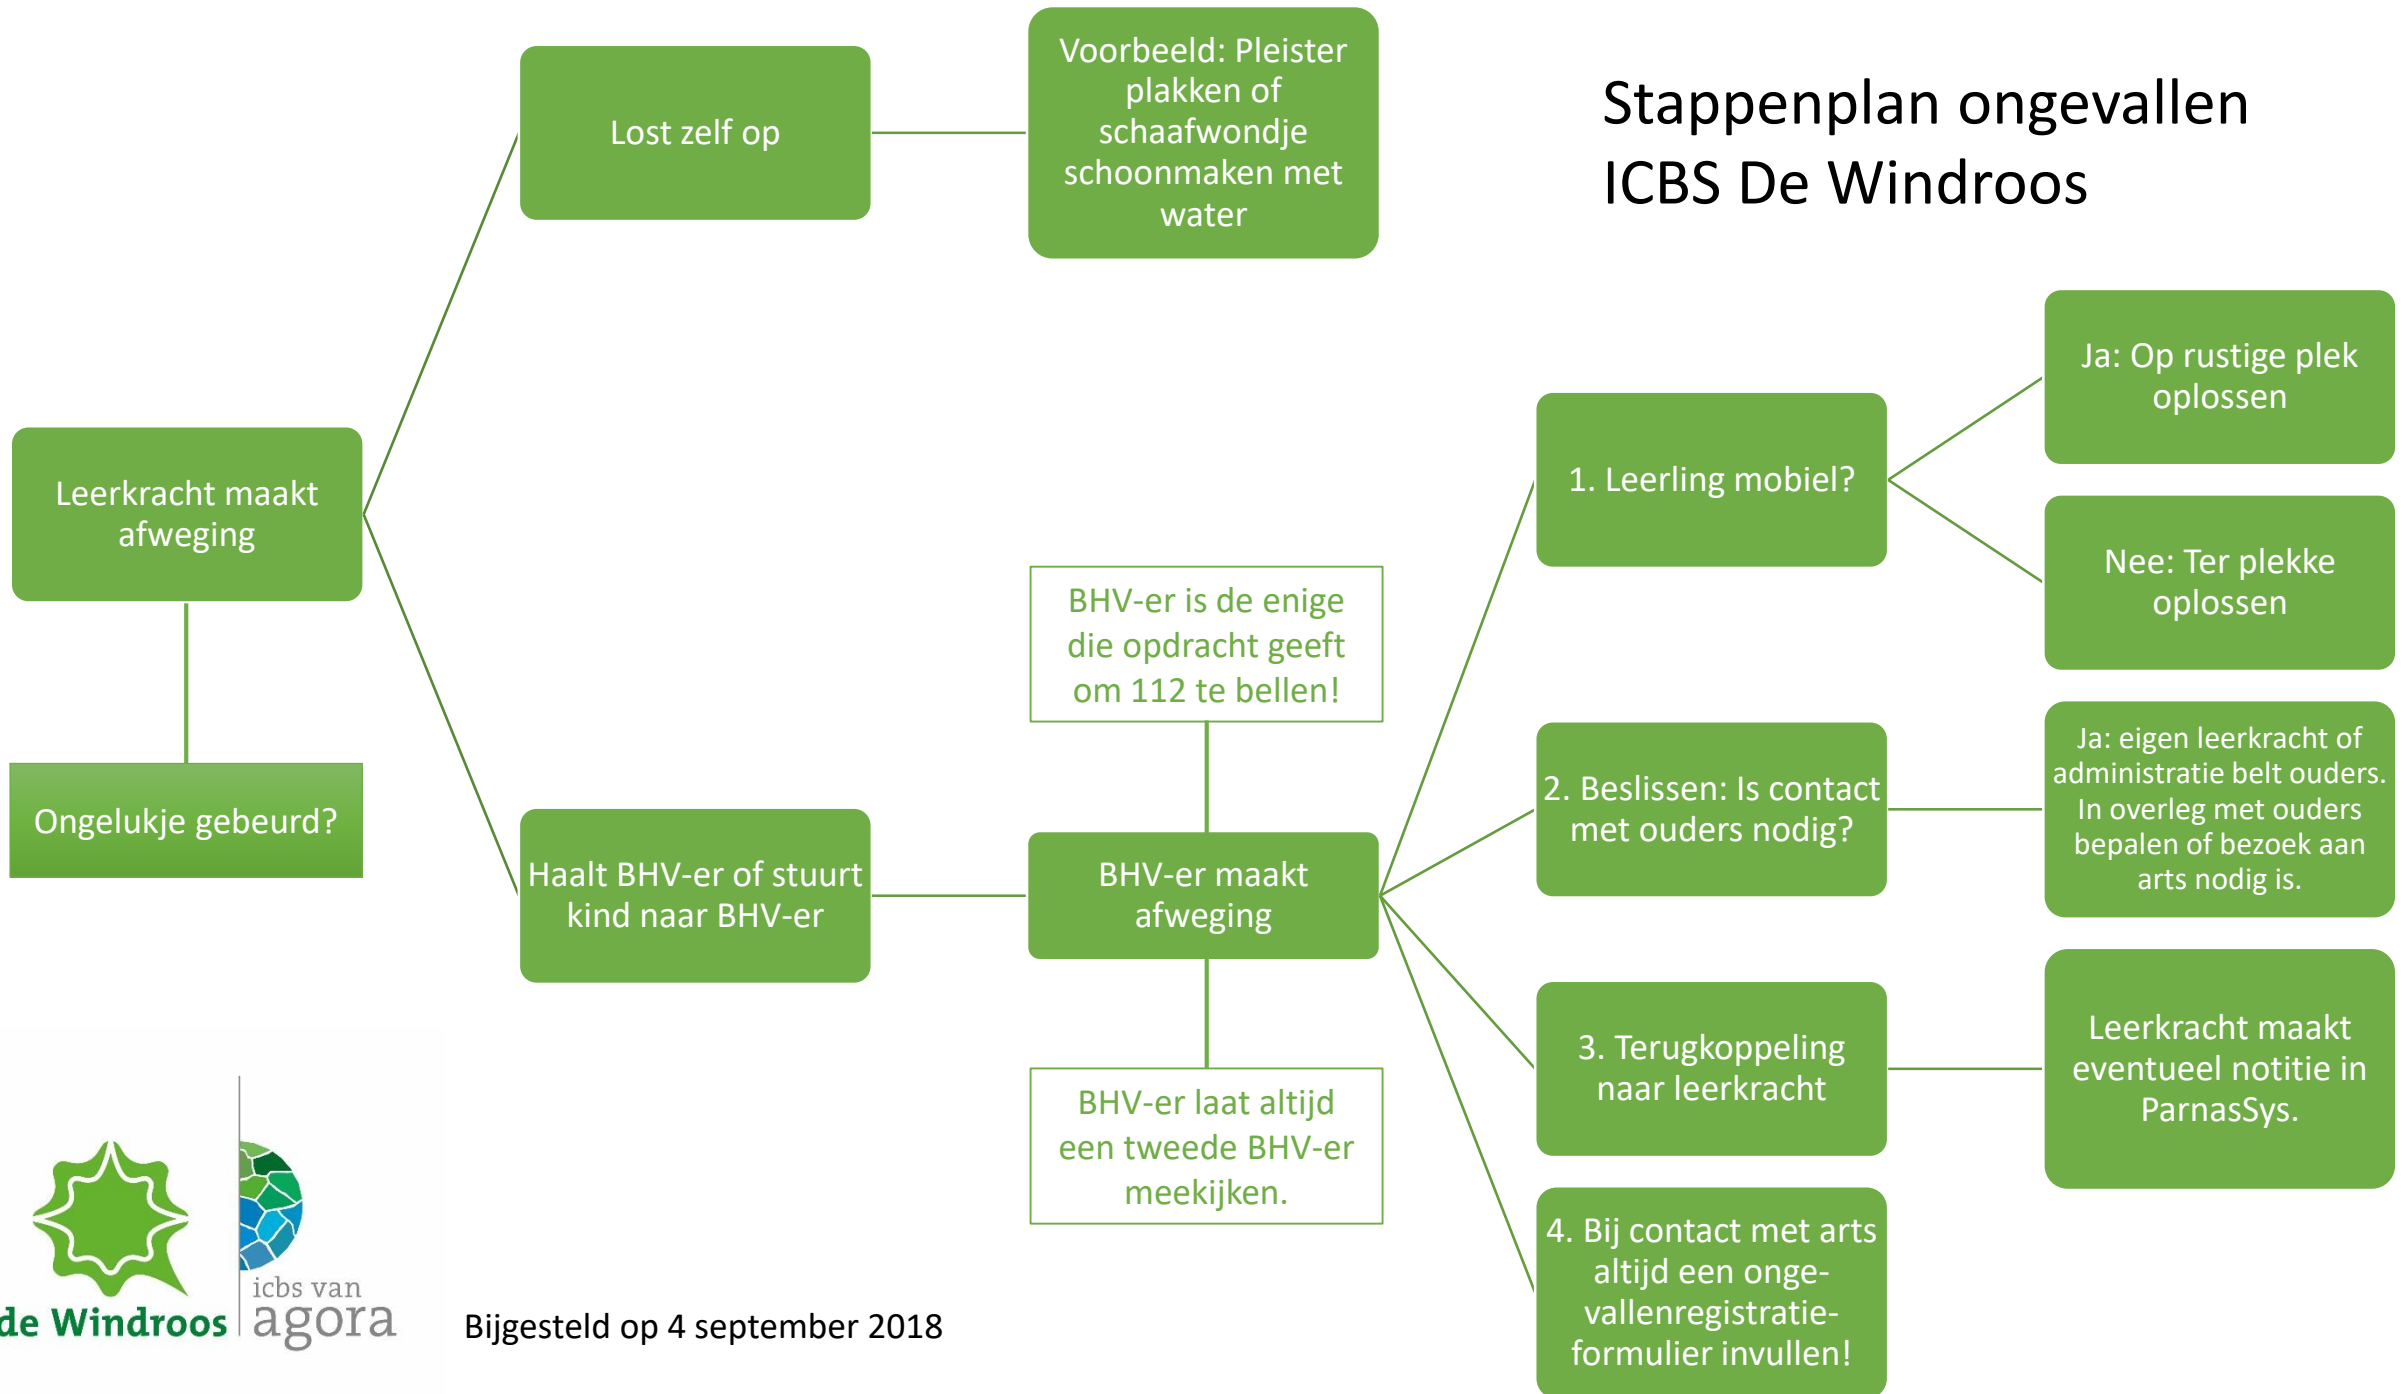 Stappenplan ongevallen
ICBS De Windroos
Ongelukje gebeurd?
Leerkracht maakt
afweging
Lost zelf op
Voorbeeld: Pleister
plakken of
schaafwondje
schoonmaken met
water
Haalt BHV-er of stuurt
kind naar BHV-er
BHV-er is de enige
die opdracht geeft
om 112 te bellen!
BHV-er maakt
afweging
BHV-er laat altijd
een tweede BHV-er
meekijken.
1. Leerling mobiel?
Ja: Op rustige plek
oplossen
Nee: Ter plekke
oplossen
2. Beslissen: Is contact
met ouders nodig?
Ja: eigen leerkracht of
administratie belt ouders.
In overleg met ouders
bepalen of bezoek aan
arts nodig is.
3. Terugkoppeling
naar leerkracht
Leerkracht maakt
eventueel notitie in
ParnasSys.
4. Bij contact met arts
altijd een onge-
vallenregistratie-
formulier invullen!
de Windroos
icbs van
agora
Bijgesteld op 4 september 2018